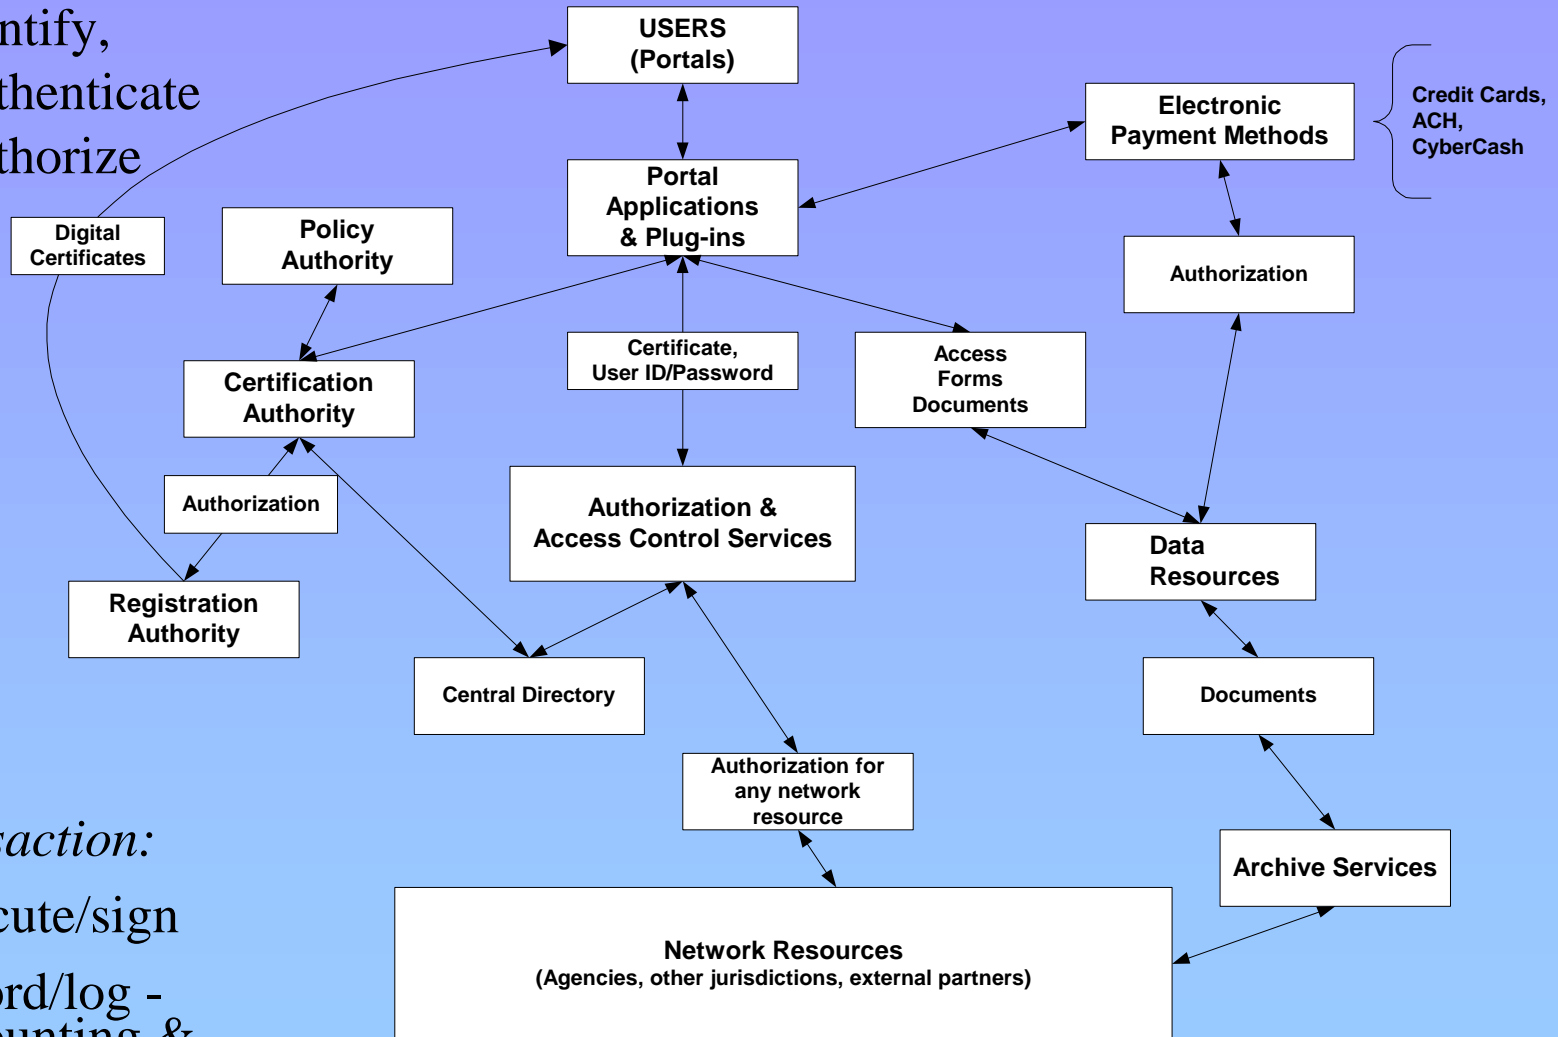 ntify,
thenticate
thorize
USERS
(Portals)
Electronic
Payment Methods
Credit Cards,
ACH,
CyberCash
Portal
Applications
& Plug-ins
Digital
Certificates
Policy
Authority
Authorization
Certificate,
User ID/Password
Access
Forms
Documents
Certification
Authority
Authorization
Authorization &
Access Control Services
Data
Resources
Registration
Authority
Central Directory
Documents
Authorization for
any network
resource
saction:
cute/sign
ord/log -
ounting &
Archive Services
Network Resources
(Agencies, other jurisdictions, external partners)